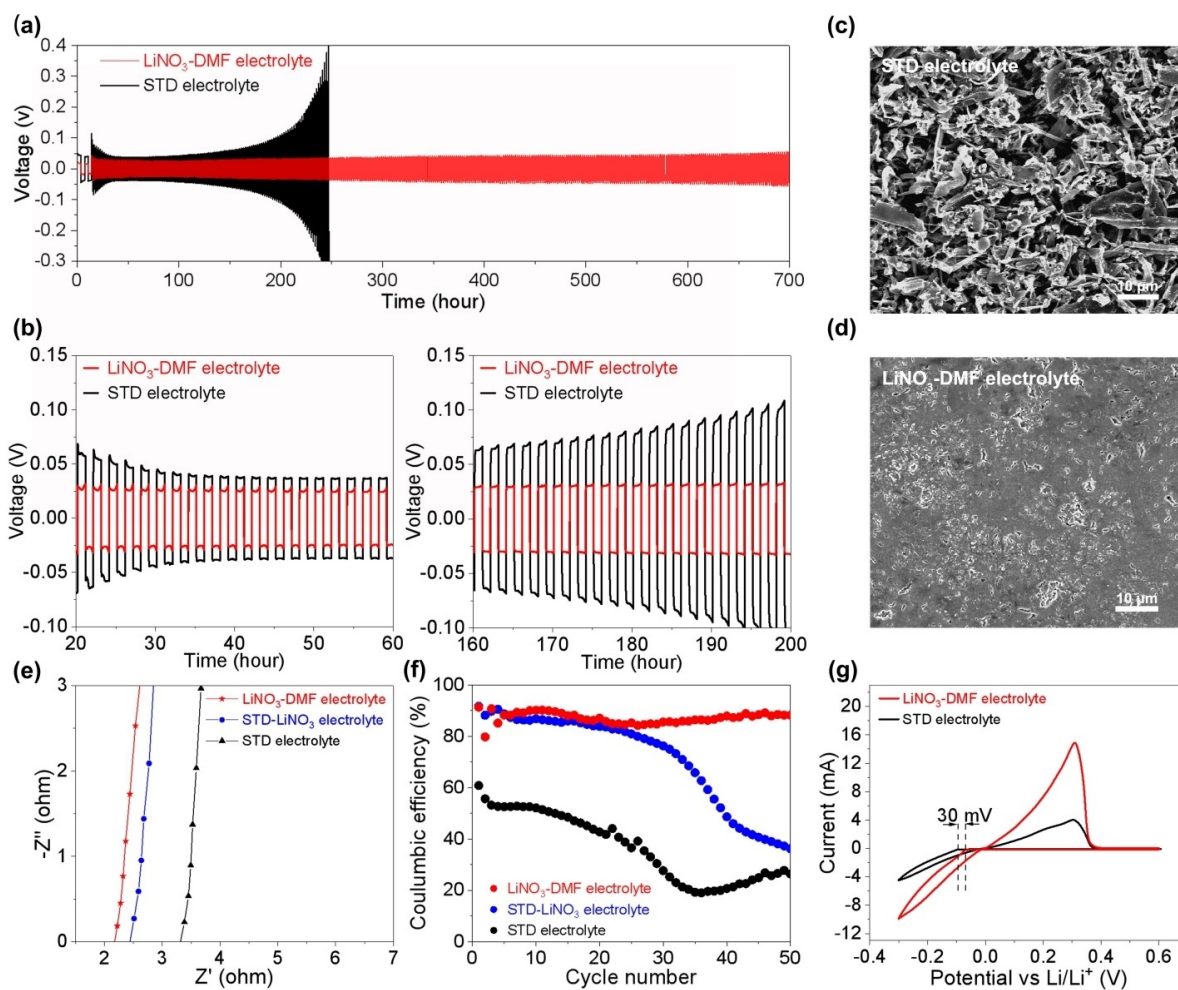 (a)
0.4
0.3
0.2
0.1
0.0
-0.1
-0.2
-0.3
Voltage (v)
LiNO₃-DMF electrolyte
STD electrolyte
0 100 200 300 400 500 600 700
Time (hour)
(c)
STD electrolyte
10 µm
(b)
0.15
0.10
0.05
0.00
-0.05
-0.10
Voltage (V)
LiNO₃-DMF electrolyte
STD electrolyte
20 30 40 50 60
Time (hour)
0.15
0.10
0.05
0.00
-0.05
-0.10
Voltage (V)
LiNO₃-DMF electrolyte
STD electrolyte
160 170 180 190 200
Time (hour)
(d)
LiNO₃-DMF electrolyte
10 µm
(e)
3
2
1
0
-Z'' (ohm)
LiNO₃-DMF electrolyte
STD-LiNO₃ electrolyte
STD electrolyte
1 2 3 4 5 6 7
Z' (ohm)
(f)
100
80
60
40
20
0
Coulumbic efficiency (%)
LiNO₃-DMF electrolyte
STD-LiNO₃ electrolyte
STD electrolyte
0 10 20 30 40 50
Cycle number
(g)
20
16
12
8
4
0
-4
-8
-12
Current (mA)
LiNO₃-DMF electrolyte
STD electrolyte
30 mV
-0.4 -0.2 0.0 0.2 0.4 0.6
Potential vs Li/Li⁺ (V)